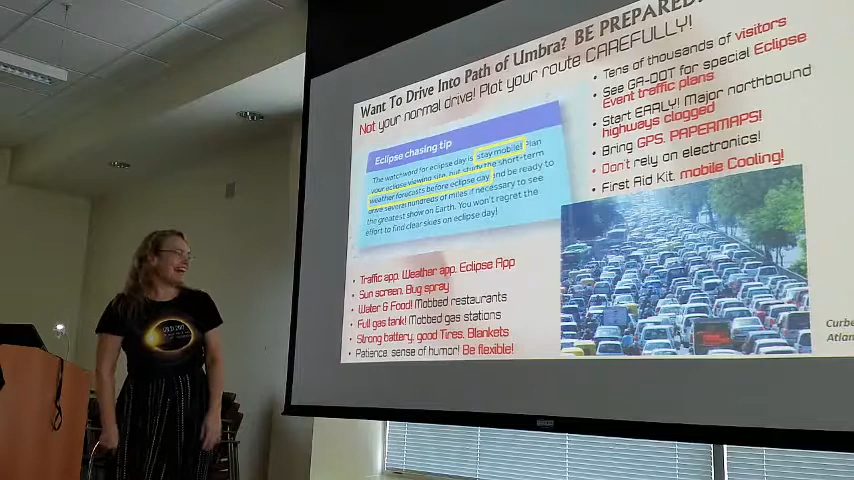 Want To Drive Into Path of Umbra? BE PREPARED!
Not your normal drive! Plot your route CAREFULLY!
Eclipse chasing tip
The watchword for eclipse day is stay mobile! Plan
your eclipse viewing site, but study the short-term
weather forecasts before eclipse day and be ready to
drive several hundreds of miles if necessary to see
the greatest show on Earth. You won't regret the
effort to find clear skies on eclipse day!
• Tens of thousands of visitors
• See GA-DOT for special Eclipse
Event traffic plans
• Start EARLY! Major northbound
highways clogged
• Bring GPS, PAPERMAPS!
• Don't rely on electronics!
• First Aid Kit, mobile Cooling!
• Traffic app. Weather app. Eclipse App
• Sun screen. Bug spray
• Water & Food! Mobbed restaurants
• Full gas tank! Mobbed gas stations
• Strong battery, good Tires, Blankets
• Patience, sense of humor! Be flexible!